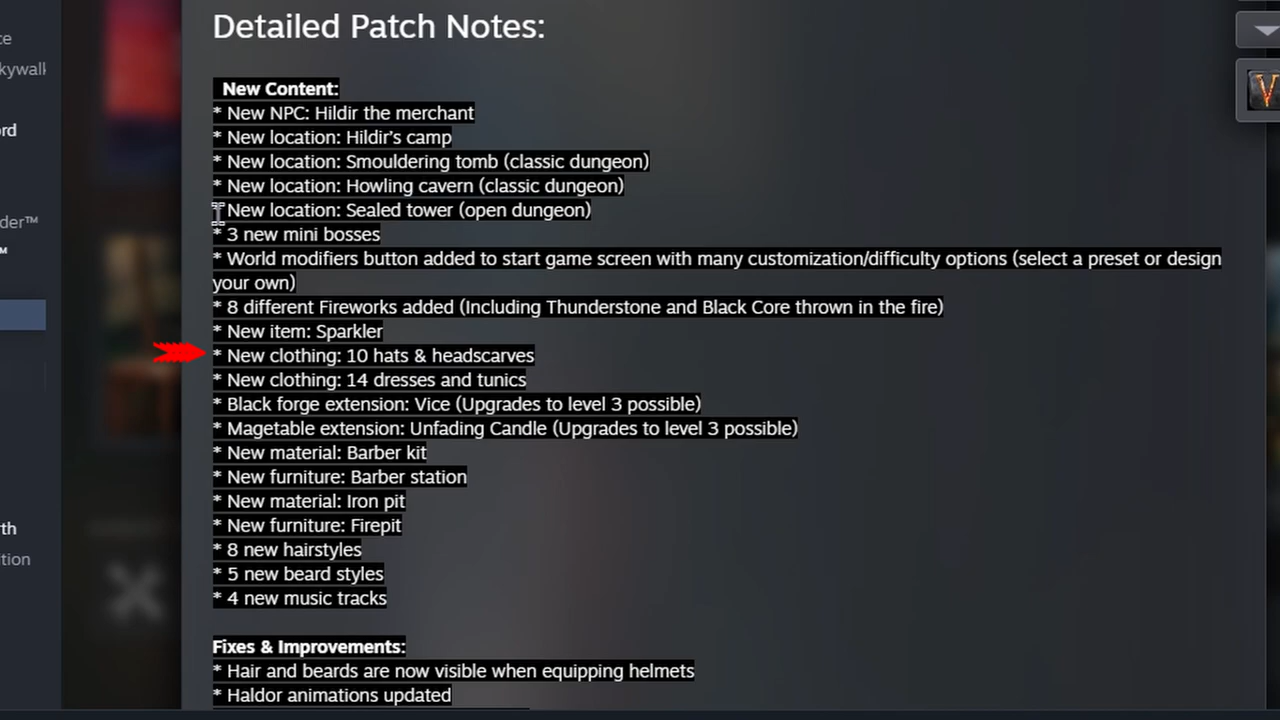 Detailed Patch Notes:
New Content:
* New NPC: Hildir the merchant
* New location: Hildir's camp
* New location: Smouldering tomb (classic dungeon)
* New location: Howling cavern (classic dungeon)
New location: Sealed tower (open dungeon)
* 3 new mini bosses
* World modifiers button added to start game screen with many customization/difficulty options (select a preset or design
your own)
* 8 different Fireworks added (Including Thunderstone and Black Core thrown in the fire)
* New item: Sparkler
* New clothing: 10 hats & headscarves
* New clothing: 14 dresses and tunics
* Black forge extension: Vice (Upgrades to level 3 possible)
* Magetable extension: Unfading Candle (Upgrades to level 3 possible)
* New material: Barber kit
* New furniture: Barber station
* New material: Iron pit
* New furniture: Firepit
* 8 new hairstyles
* 5 new beard styles
* 4 new music tracks
Fixes & Improvements:
* Hair and beards are now visible when equipping helmets
* Haldor animations updated